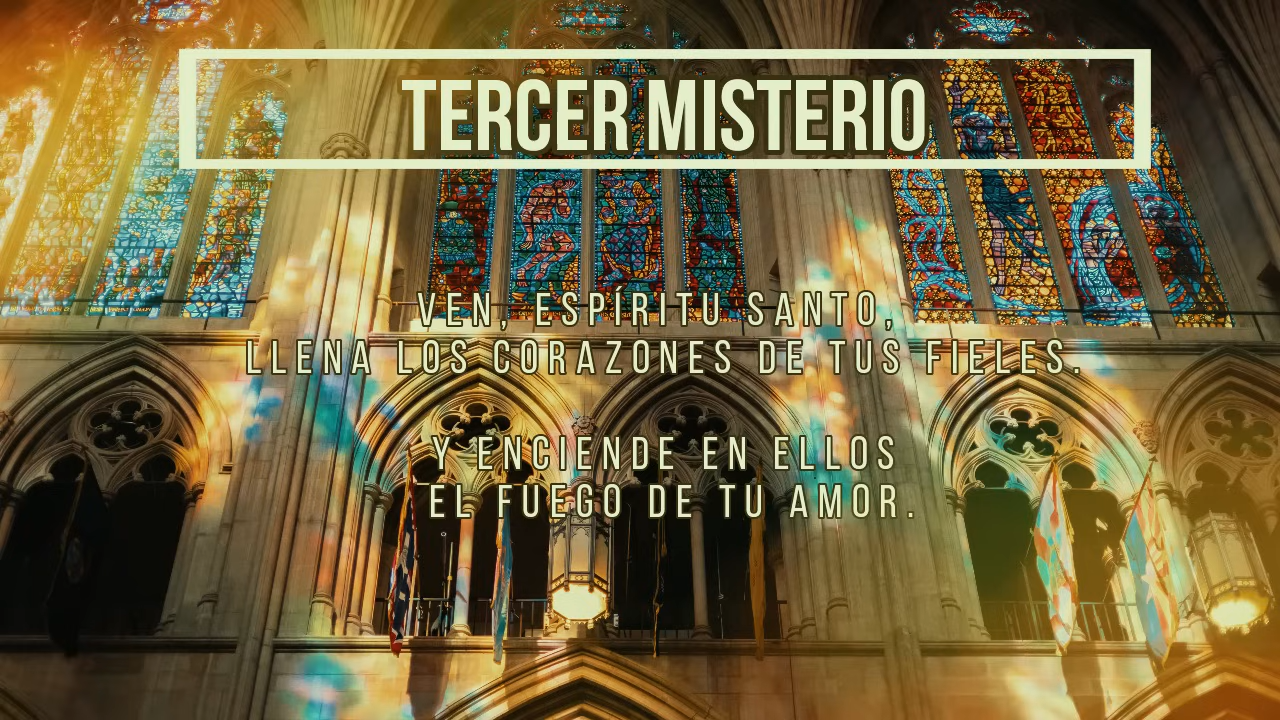 TERCER MISTERIO
VEN, ESPÍRITU SANTO,
LLENA LOS CORAZONES DE TUS FIELES.
Y ENCIENDE EN ELLOS
EL FUEGO DE TU AMOR.